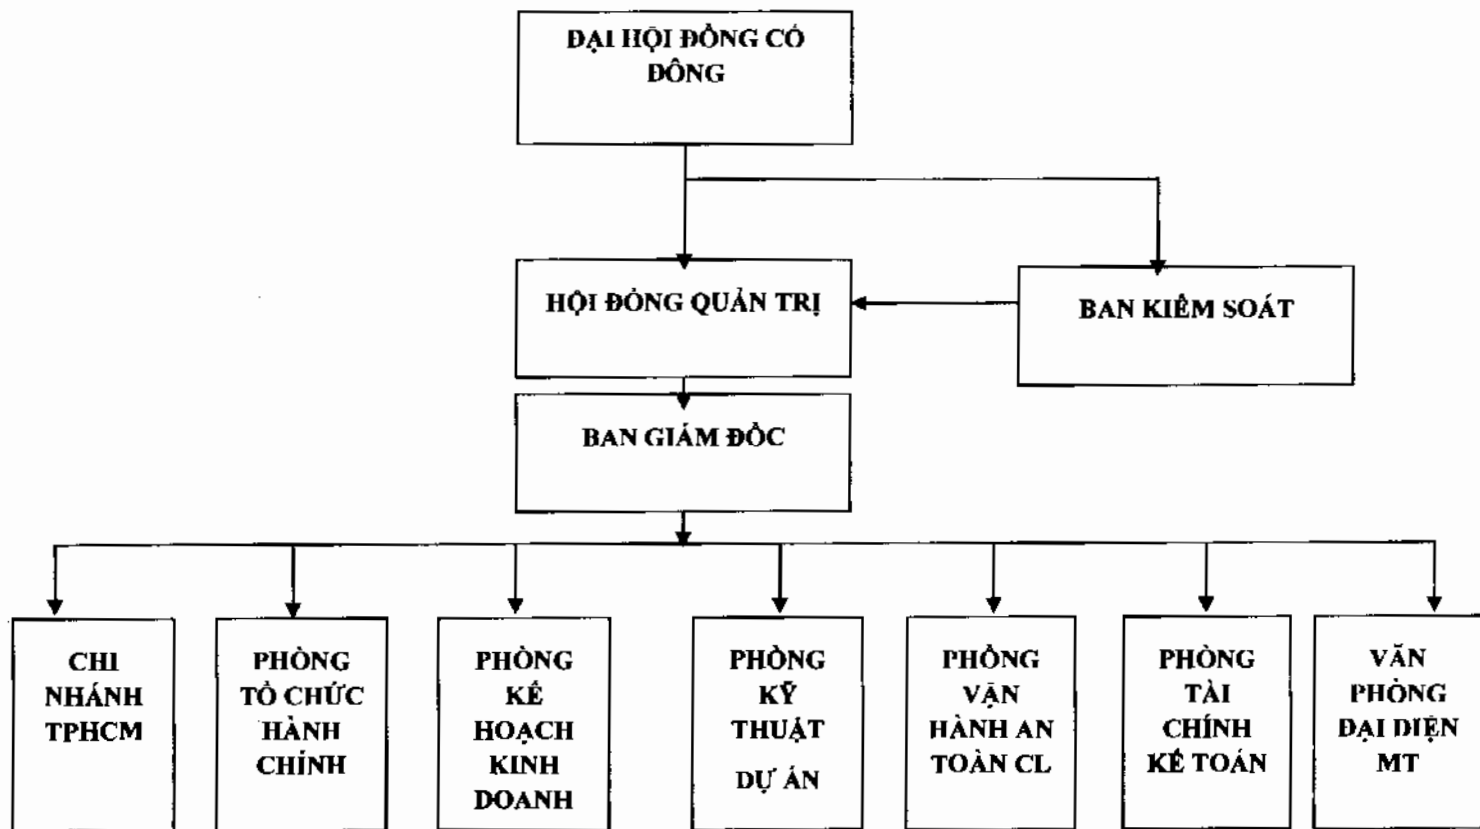 ĐẠI HỘI ĐỒNG CỔ
ĐÔNG
HỘI ĐỒNG QUẢN TRỊ
BAN KIỂM SOÁT
BAN GIÁM ĐỐC
CHI
NHÁNH
TPHCM
PHÒNG
TỔ CHỨC
HÀNH
CHÍNH
PHÒNG
KẾ
HOẠCH
KINH
DOANH
PHÒNG
KỸ
THUẬT
DỰ ÁN
PHÒNG
VẬN
HÀNH AN
TOÀN CL
PHÒNG
TÀI
CHÍNH
KẾ TOÁN
VĂN
PHÒNG
ĐẠI DIỆN
MT